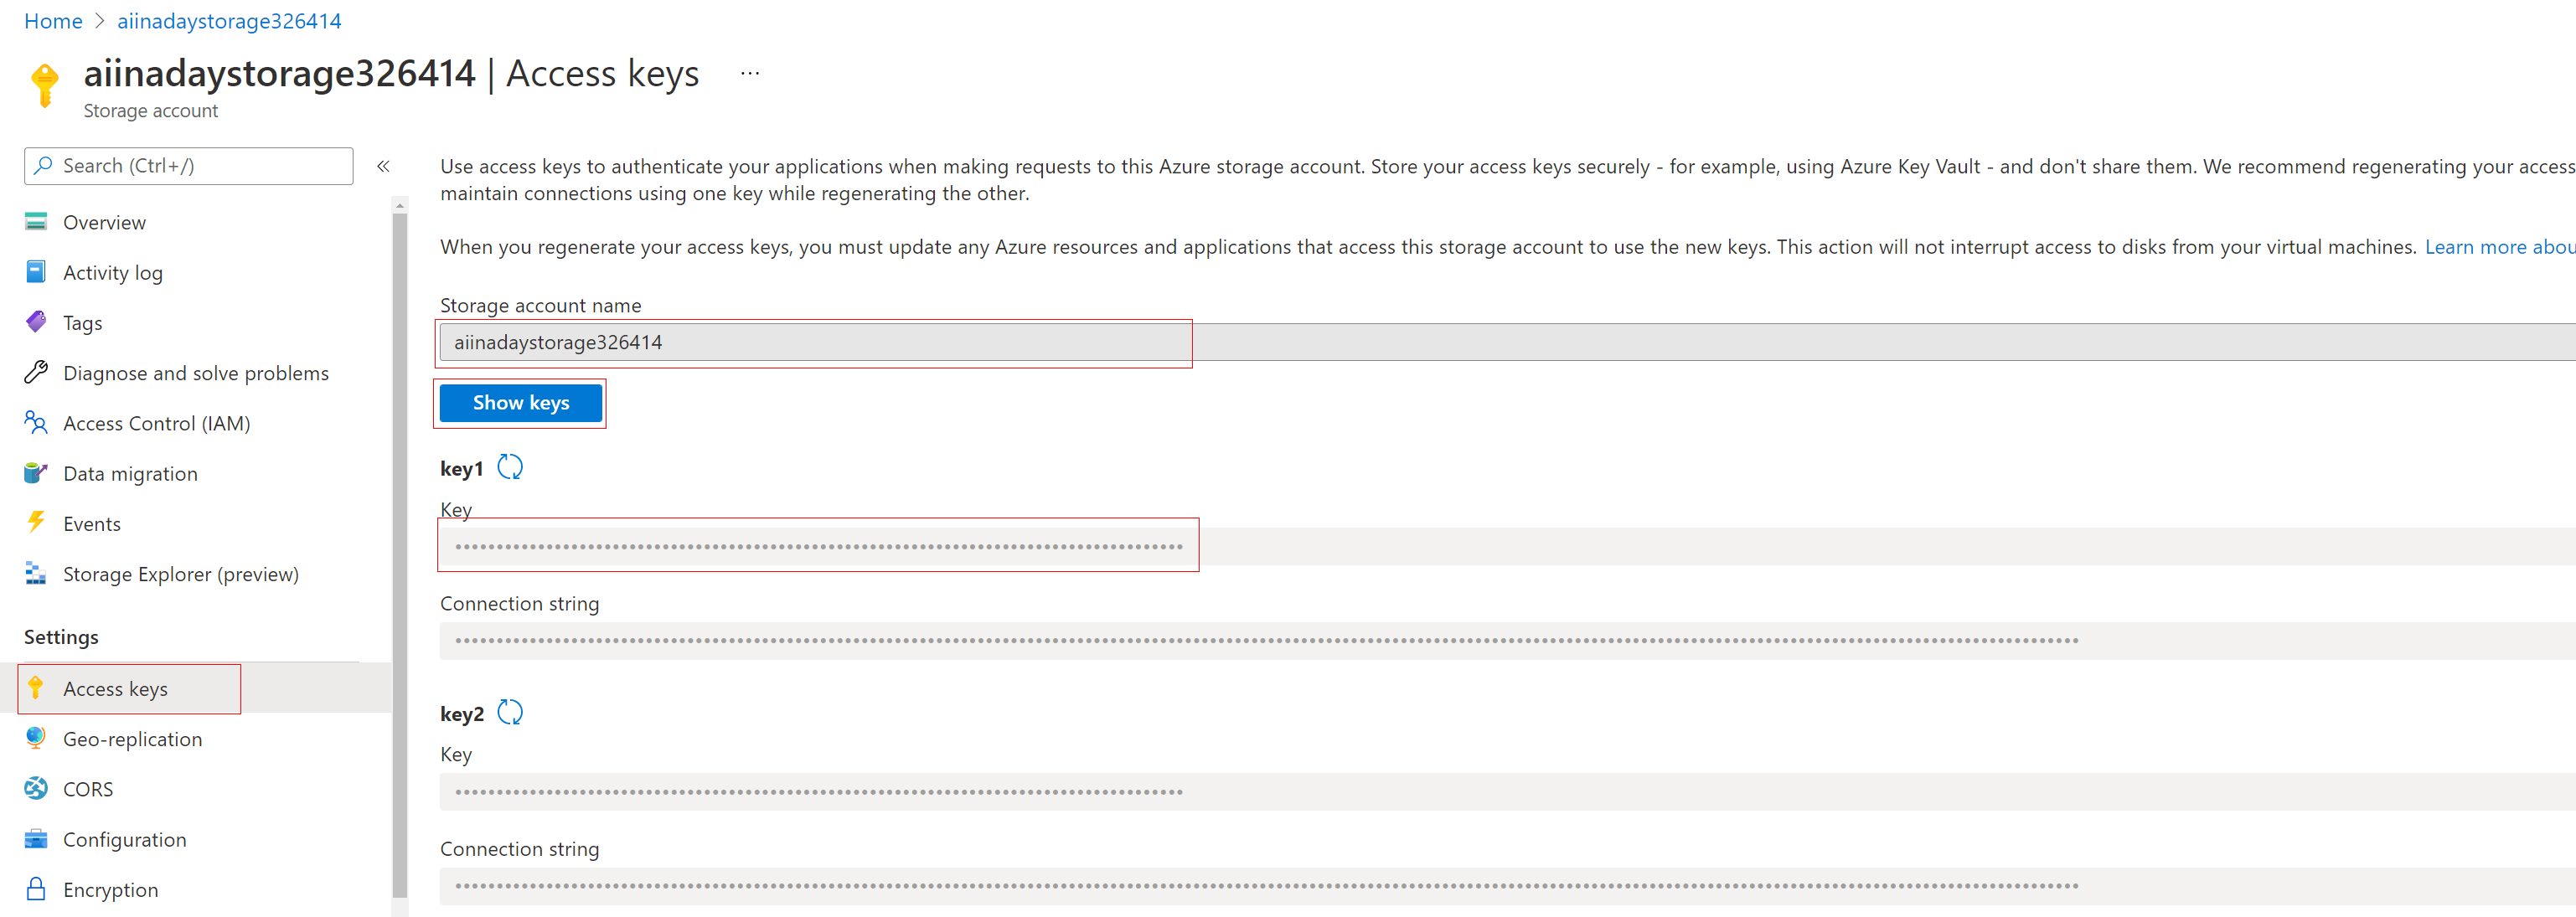 Home > aiinadaystorage326414
aiinadaystorage326414 | Access keys ...
Storage account
Search (Ctrl+/)
«
Overview
Activity log
Tags
Diagnose and solve problems
Access Control (IAM)
Data migration
Events
Storage Explorer (preview)
Settings
Access keys
Geo-replication
CORS
Configuration
Encryption
Use access keys to authenticate your applications when making requests to this Azure storage account. Store your access keys securely - for example, using Azure Key Vault - and don't share them. We recommend regenerating your access
maintain connections using one key while regenerating the other.
When you regenerate your access keys, you must update any Azure resources and applications that access this storage account to use the new keys. This action will not interrupt access to disks from your virtual machines. Learn more abou
Storage account name
aiinadaystorage326414
Show keys
key1
Key
Connection string
key2
Key
Connection string